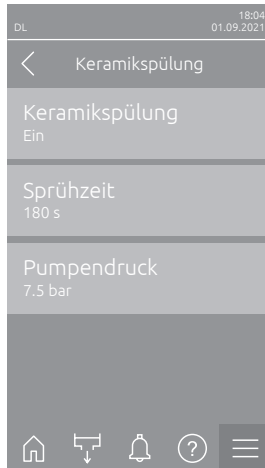 18:04
DL
01.09.2021
Keramikspülung
Keramikspülung
Ein
Sprühzeit
180 s
Pumpendruck
7.5 bar
?